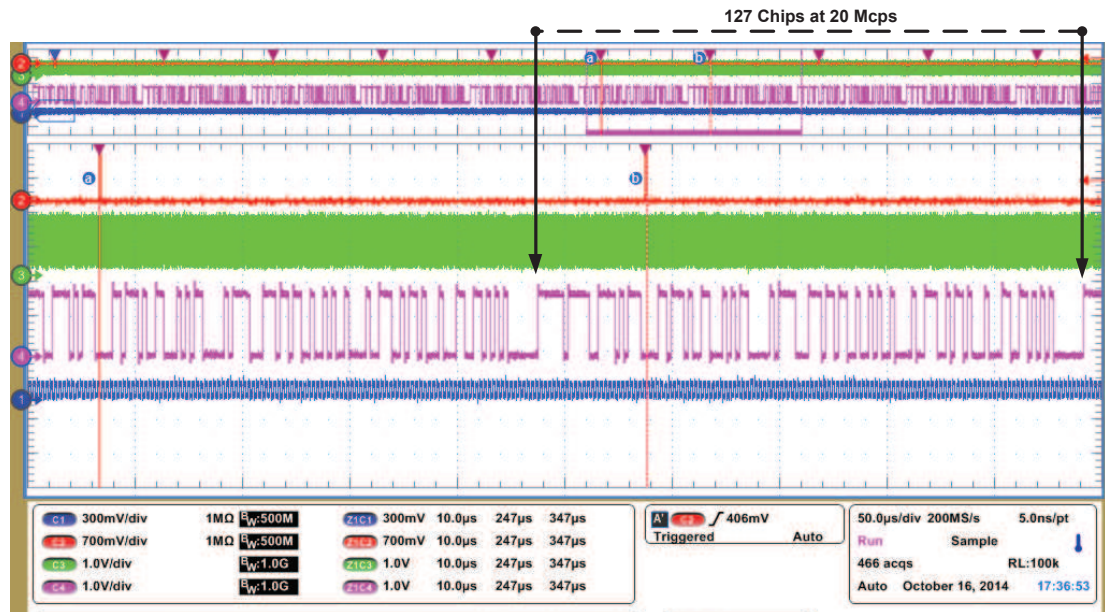 127 Chips at 20 Mcps
2
3
4
a
b
a
b
2
3
4
1
C1 300mV/div 1MΩ BW:500M Z1C1 300mV 10.0µs 247µs 347µs
C2 700mV/div 1MΩ BW:500M Z1C2 700mV 10.0µs 247µs 347µs
C3 1.0V/div BW:1.0G Z1C3 1.0V 10.0µs 247µs 347µs
C4 1.0V/div BW:1.0G Z1C4 1.0V 10.0µs 247µs 347µs
A' C2 406mV
Triggered Auto
50.0µs/div 200MS/s 5.0ns/pt
Run Sample
466 acqs RL:100k
Auto October 16, 2014 17:36:53